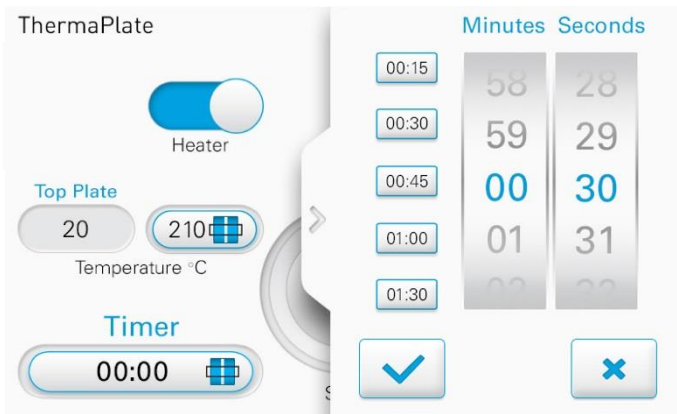 ThermaPlate
Heater
Top Plate
20
210
Temperature °C
Timer
00:00
Minutes Seconds
00:15
00:30
00:45
01:00
01:30
58 28
59 29
00 30
01 31